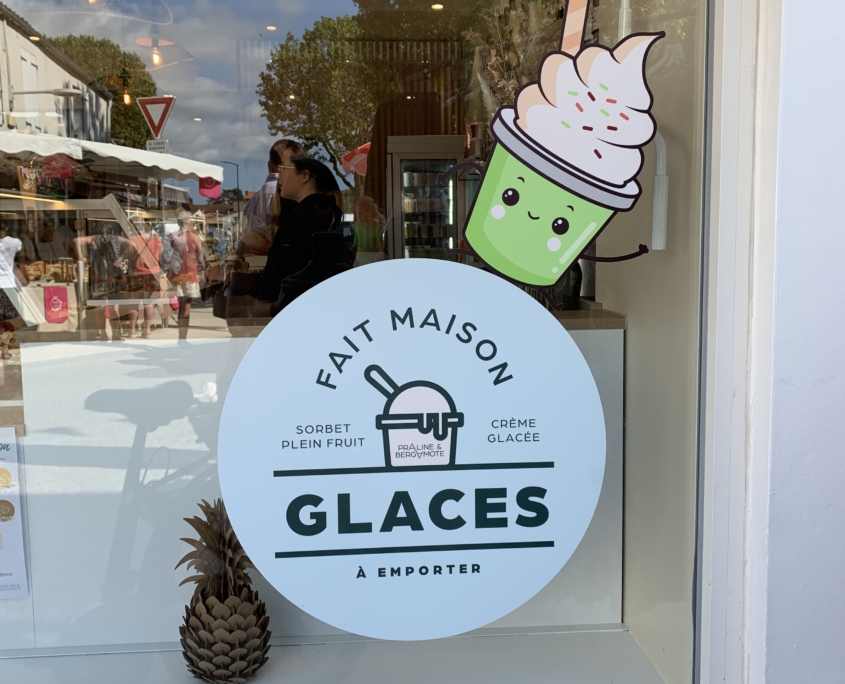 FAIT MAISON
SORBET
PLEIN FRUIT
CRÈME
GLACÉE
PRALINE &
BERGAMOTE
GLACES
À EMPORTER